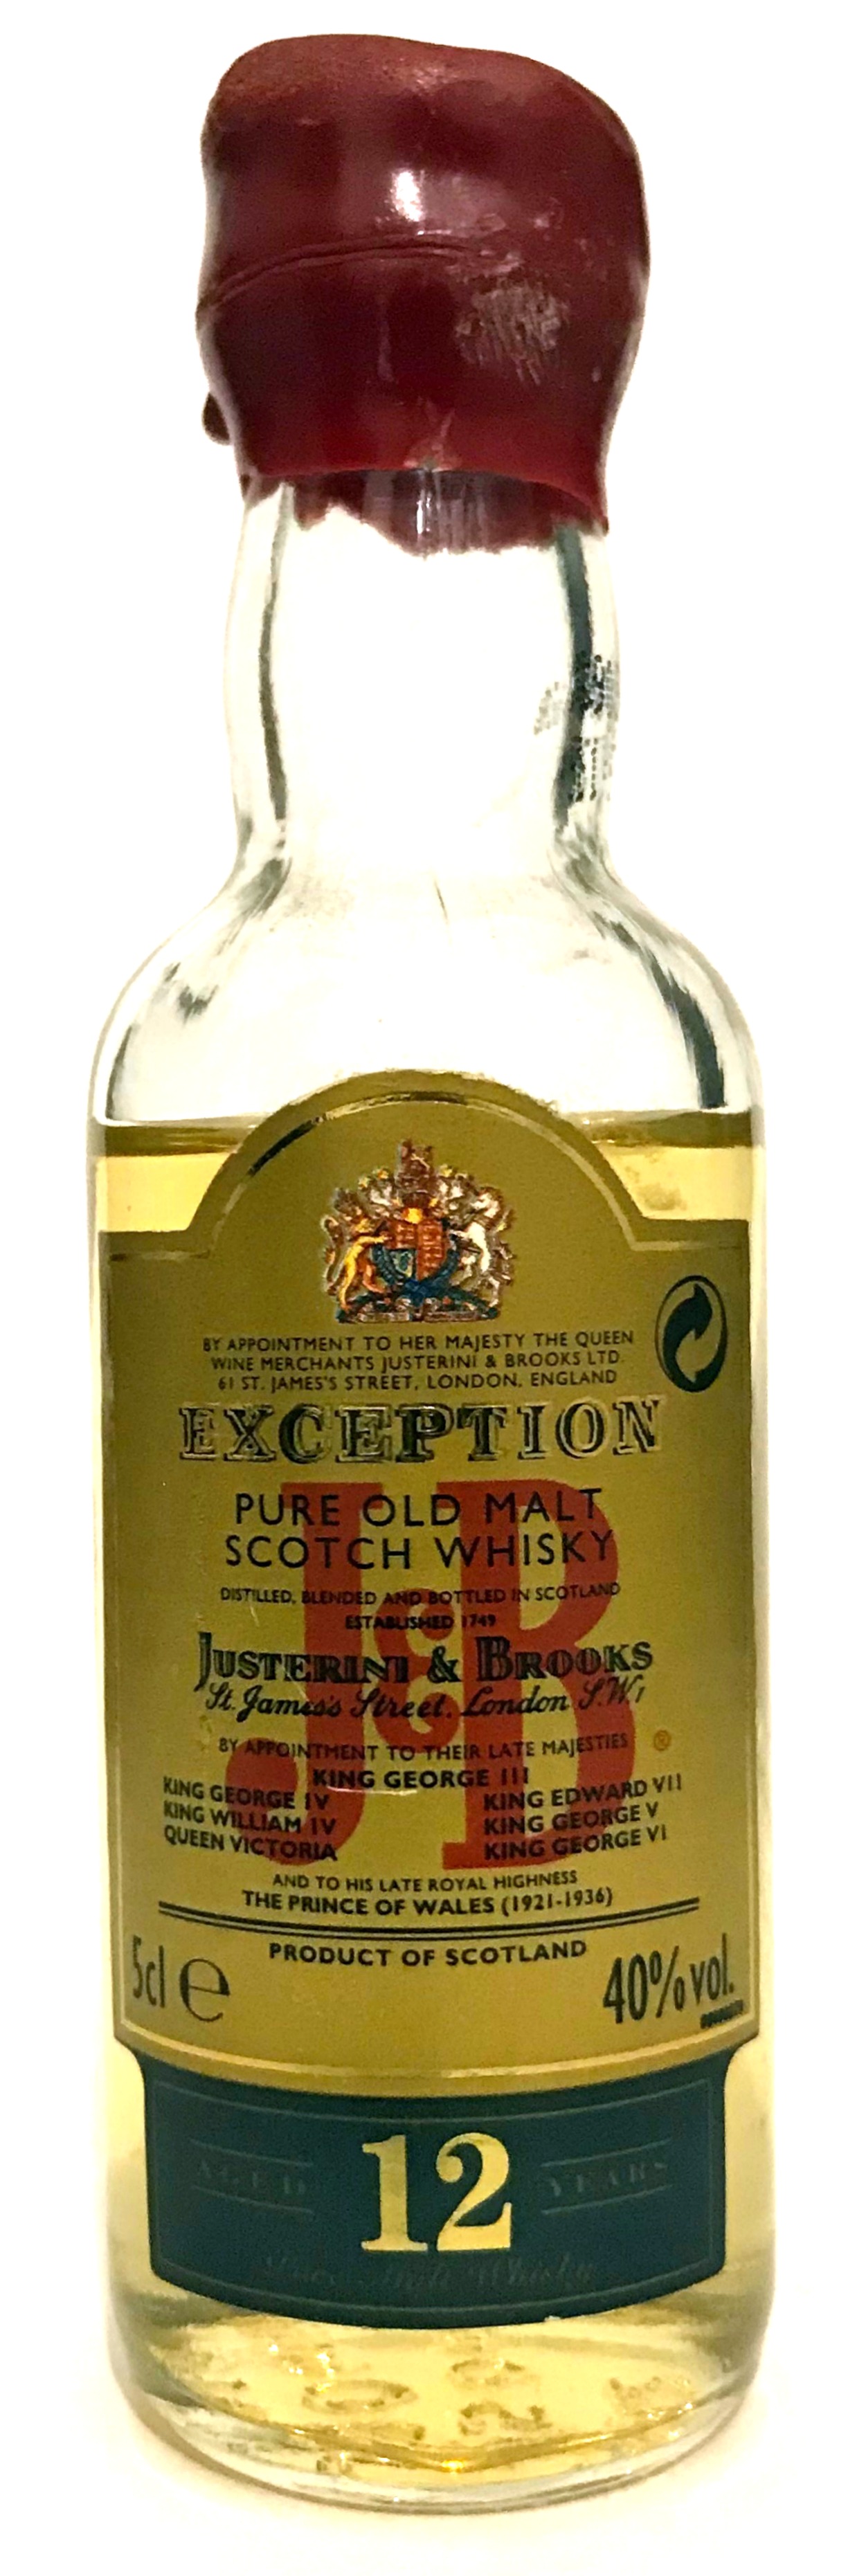 BY APPOINTMENT TO HER MAJESTY THE QUEEN
WINE MERCHANTS JUSTERINI & BROOKS LTD.
61 ST. JAMES'S STREET, LONDON, ENGLAND
EXCEPTION
J&B
PURE OLD MALT
SCOTCH WHISKY
DISTILLED, BLENDED AND BOTTLED IN SCOTLAND
ESTABLISHED 1749
JUSTERINI & BROOKS
St. James's Street, London S.W.1
BY APPOINTMENT TO THEIR LATE MAJESTIES ®
KING GEORGE III
KING GEORGE IV KING EDWARD VII
KING WILLIAM IV KING GEORGE V
QUEEN VICTORIA KING GEORGE VI
AND TO HIS LATE ROYAL HIGHNESS
THE PRINCE OF WALES (1921-1936)
PRODUCT OF SCOTLAND
5cl e 40% vol.
AGED 12 YEARS
Malt Whisky